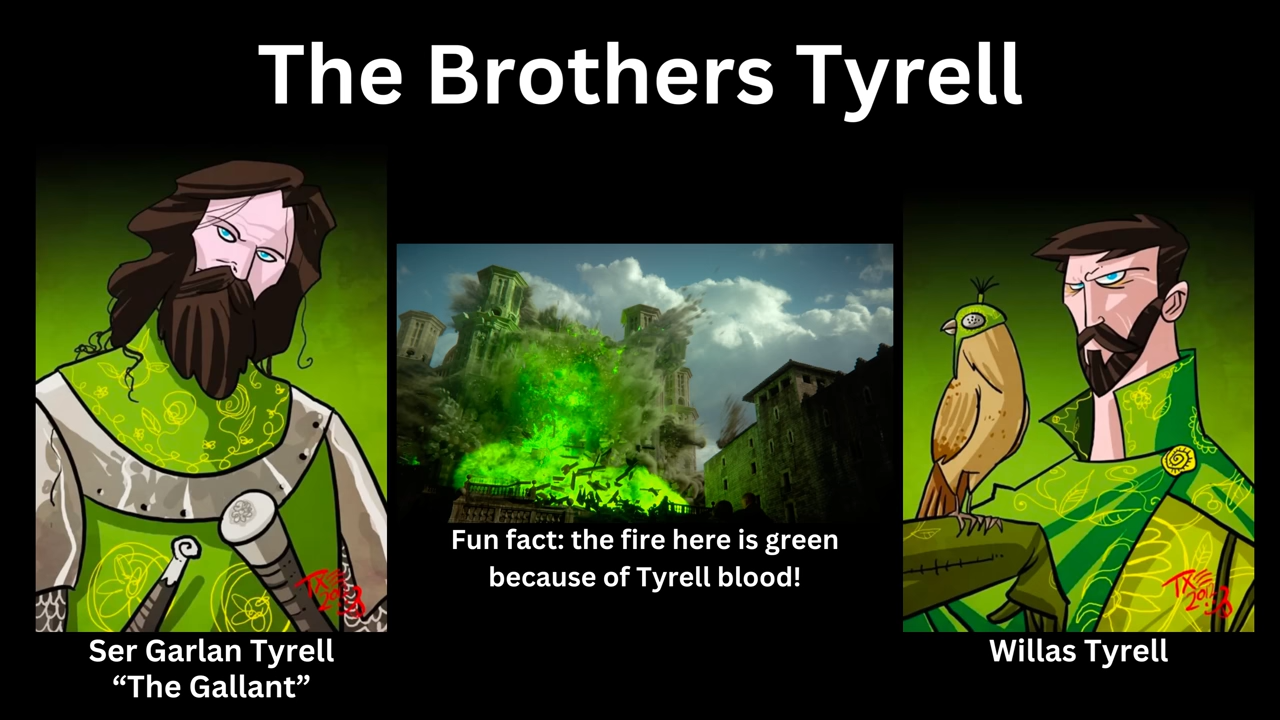 The Brothers Tyrell
Fun fact: the fire here is green
because of Tyrell blood!
Ser Garlan Tyrell
“The Gallant”
Willas Tyrell